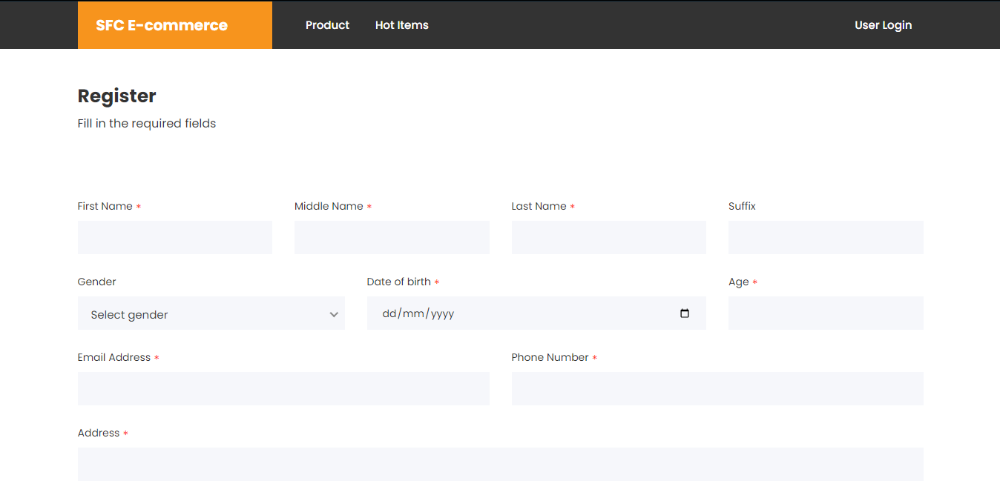 SFC E-commerce Product Hot Items User Login
Register
Fill in the required fields
First Name * Middle Name * Last Name * Suffix
Gender Date of birth * Age *
Select gender dd/mm/yyyy
Email Address * Phone Number *
Address *